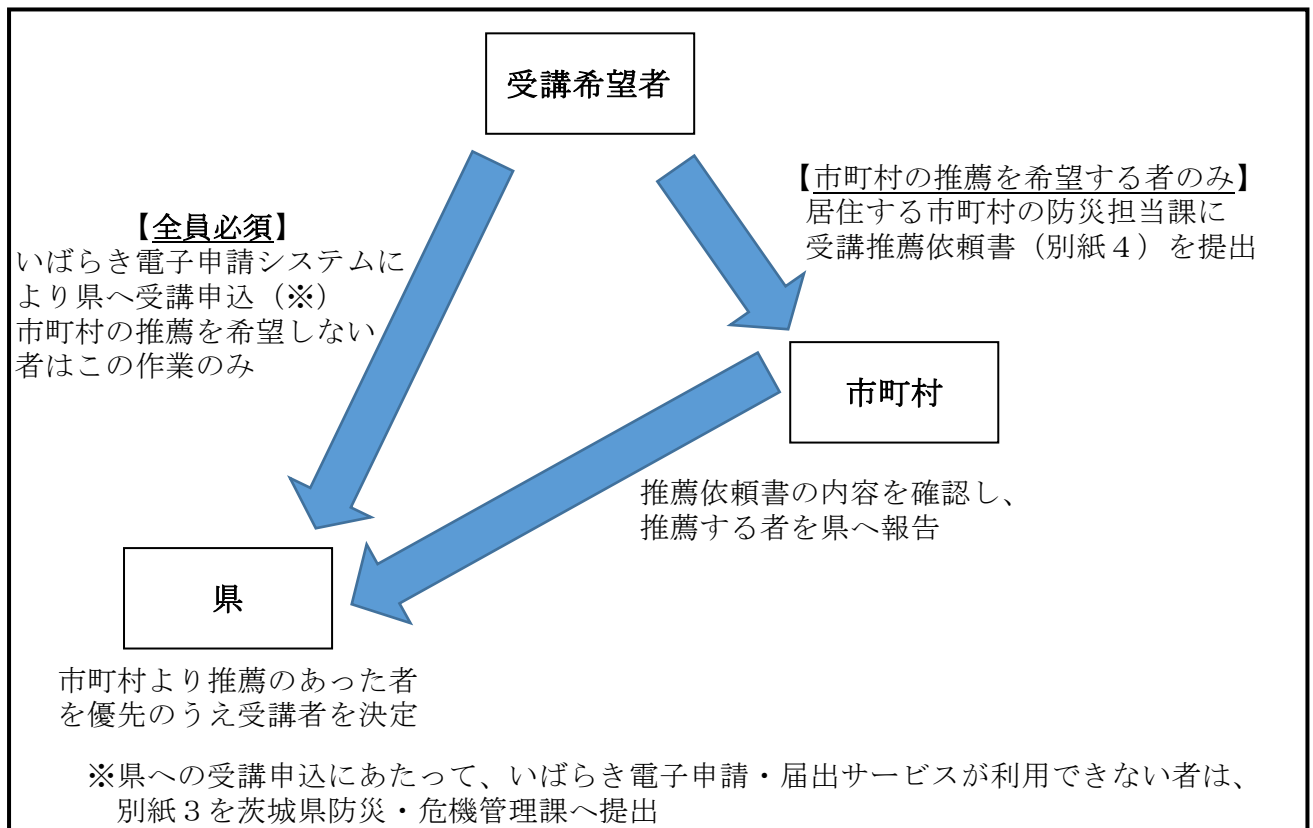 受講希望者
【市町村の推薦を希望する者のみ】
居住する市町村の防災担当課に
受講推薦依頼書（別紙４）を提出
【全員必須】
いばらき電子申請システムに
より県へ受講申込（※）
市町村の推薦を希望しない
者はこの作業のみ
市町村
推薦依頼書の内容を確認し、
推薦する者を県へ報告
県
市町村より推薦のあった者
を優先のうえ受講者を決定
※県への受講申込にあたって、いばらき電子申請・届出サービスが利用できない者は、
別紙３を茨城県防災・危機管理課へ提出